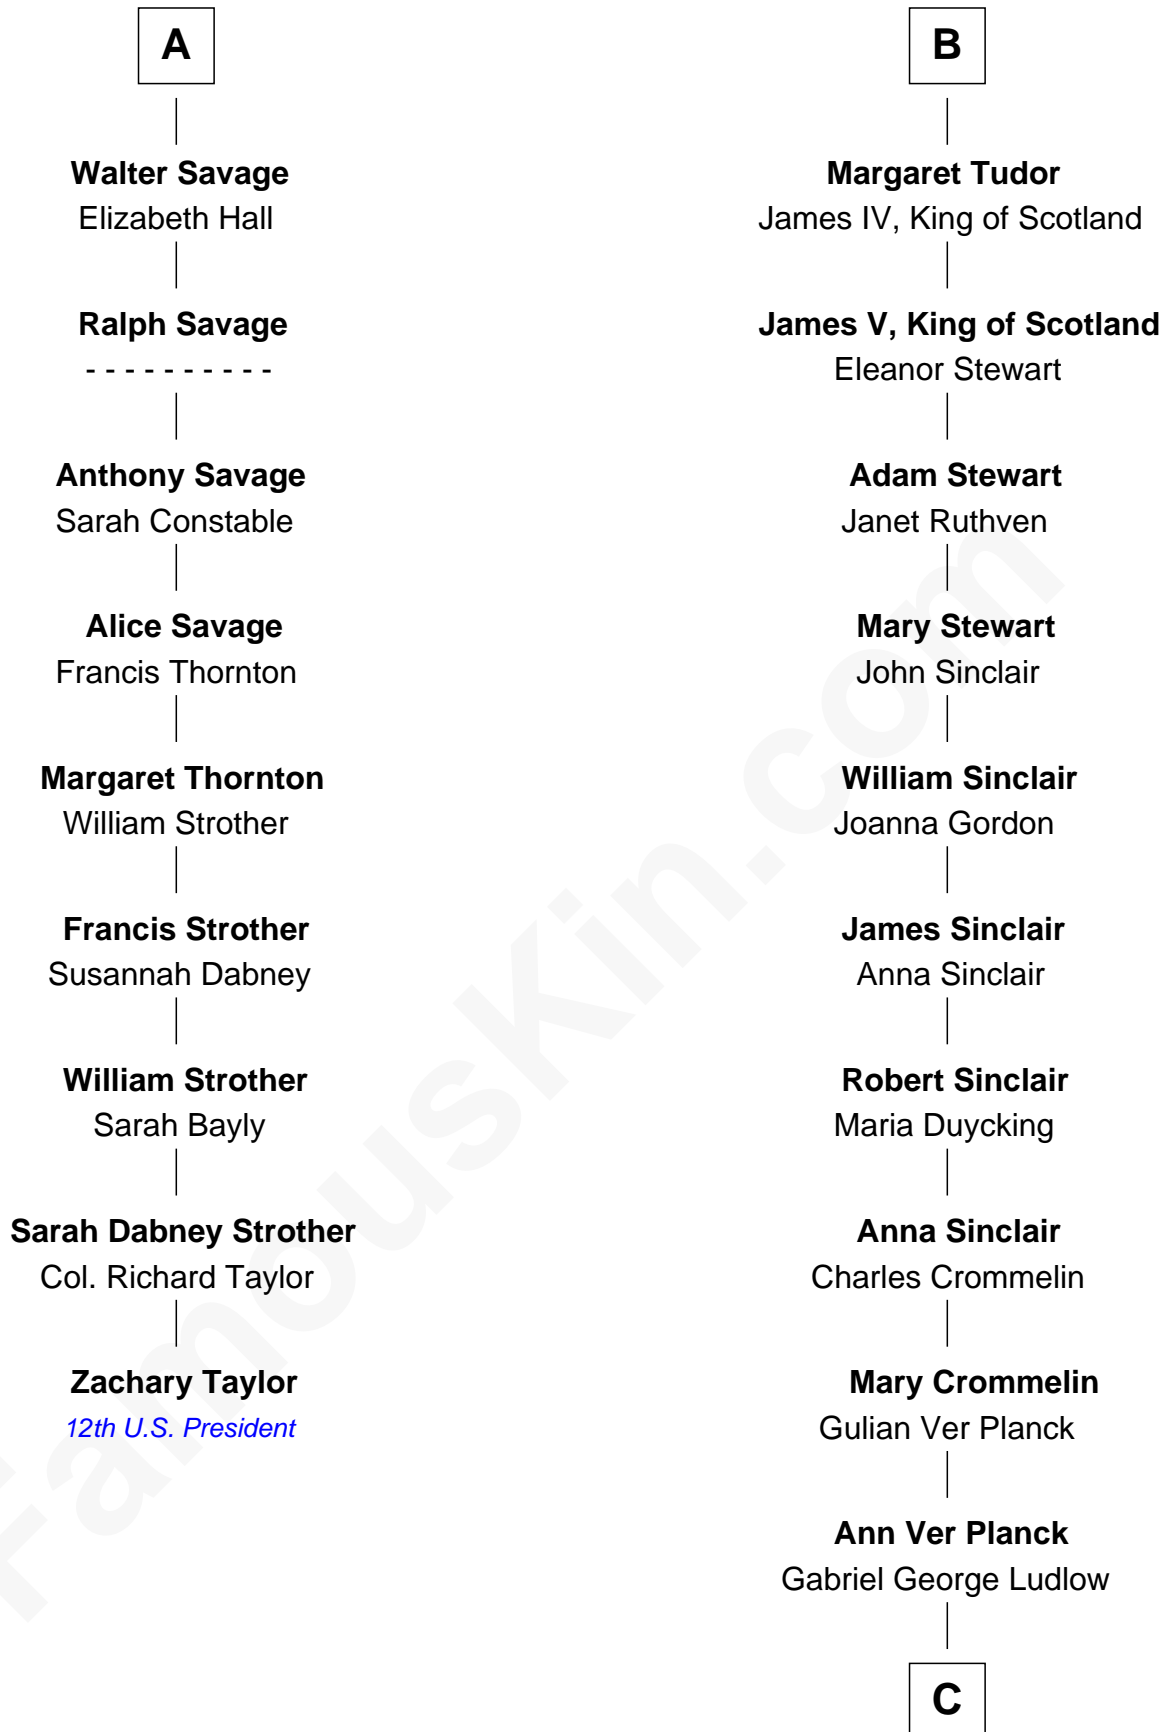 A
Walter Savage
Elizabeth Hall
Ralph Savage
- - - - - - - - - -
Anthony Savage
Sarah Constable
Alice Savage
Francis Thornton
Margaret Thornton
William Strother
Francis Strother
Susannah Dabney
William Strother
Sarah Bayly
Sarah Dabney Strother
Col. Richard Taylor
Zachary Taylor
12th U.S. President
B
Margaret Tudor
James IV, King of Scotland
James V, King of Scotland
Eleanor Stewart
Adam Stewart
Janet Ruthven
Mary Stewart
John Sinclair
William Sinclair
Joanna Gordon
James Sinclair
Anna Sinclair
Robert Sinclair
Maria Duycking
Anna Sinclair
Charles Crommelin
Mary Crommelin
Gulian Ver Planck
Ann Ver Planck
Gabriel George Ludlow
C
FamousKin.com